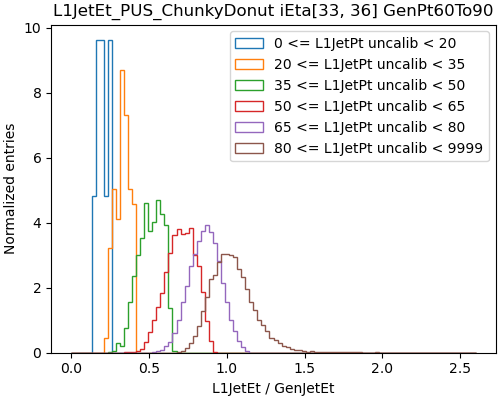 L1JetEt_PUS_ChunkyDonut iEta[33, 36] GenPt60To90
0 <= L1JetPt uncalib < 20
20 <= L1JetPt uncalib < 35
35 <= L1JetPt uncalib < 50
50 <= L1JetPt uncalib < 65
65 <= L1JetPt uncalib < 80
80 <= L1JetPt uncalib < 9999
Normalized entries
10
8
6
4
2
0
0.0 0.5 1.0 1.5 2.0 2.5
L1JetEt / GenJetEt